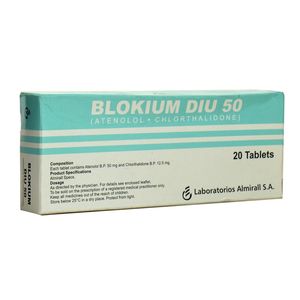 BLOKIUM DIU 50
(ATENOLOL + CHLORTHALIDONE)
20 Tablets
Composition
Each tablet contains Atenolol B.P. 50 mg and Chlorthalidone B.P. 12.5 mg.
Product Specifications
Almirall Specs.
Dosage
As directed by the physician. For details see enclosed leaflet.
To be sold on the prescription of a registered medical practitioner only.
Keep out of the reach of children.
Store below 25°C in a dry place. Protect from light.
Laboratorios Almirall S.A.
BLOKIUM
DIU 50